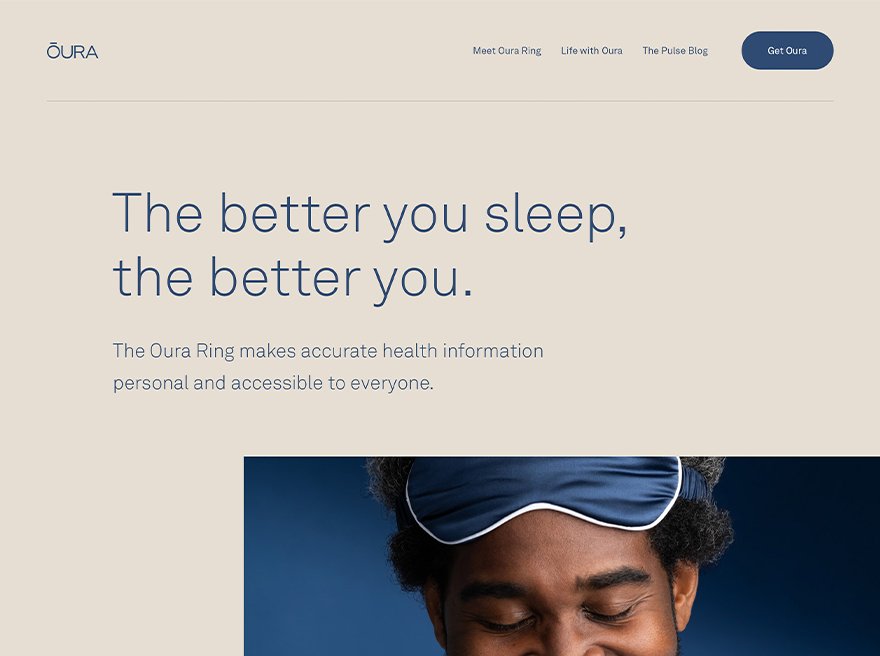 ŌURA
Meet Oura Ring
Life with Oura
The Pulse Blog
Get Oura
The better you sleep,
the better you.
The Oura Ring makes accurate health information
personal and accessible to everyone.